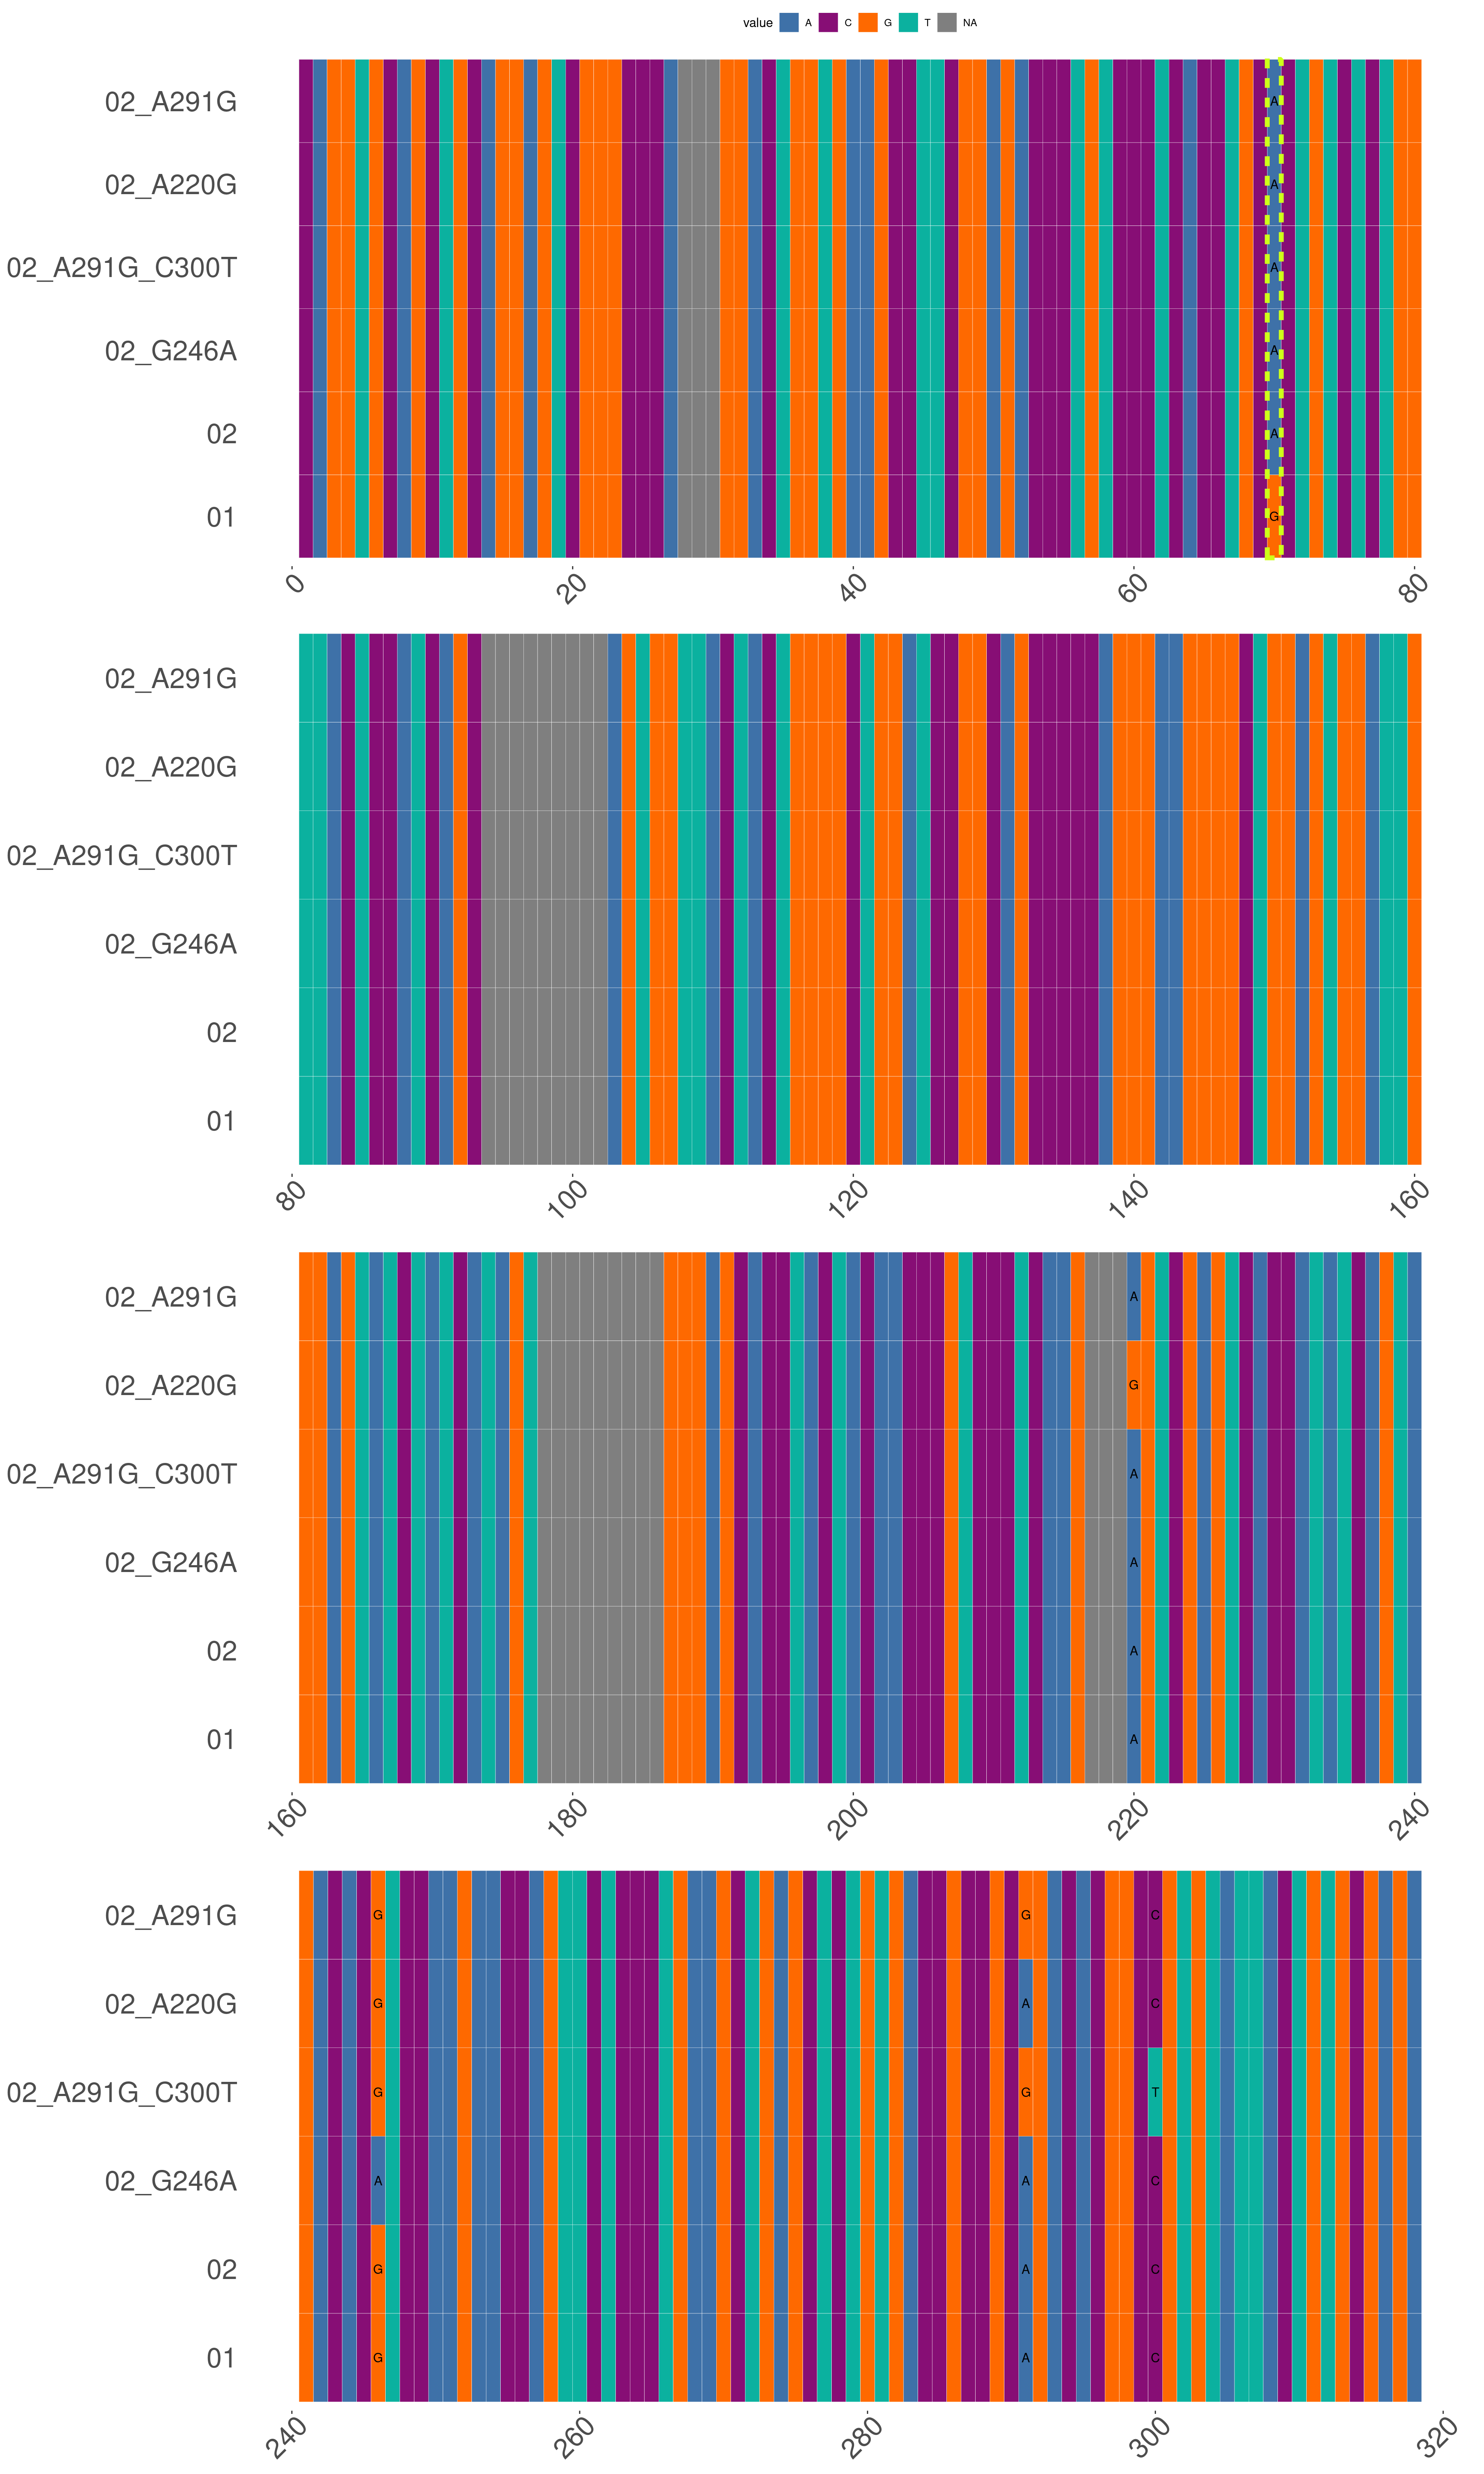 value A C G T NA
02_A291G A
02_A220G A
02_A291G_C300T A
02_G246A A
02 A
01 G
0 20 40 60 80
02_A291G
02_A220G
02_A291G_C300T
02_G246A
02
01
80 100 120 140 160
02_A291G A
02_A220G G
02_A291G_C300T A
02_G246A A
02 A
01 A
160 180 200 220 240
02_A291G G G C
02_A220G G A C
02_A291G_C300T G G T
02_G246A A A C
02 G A C
01 G A C
240 260 280 300 320